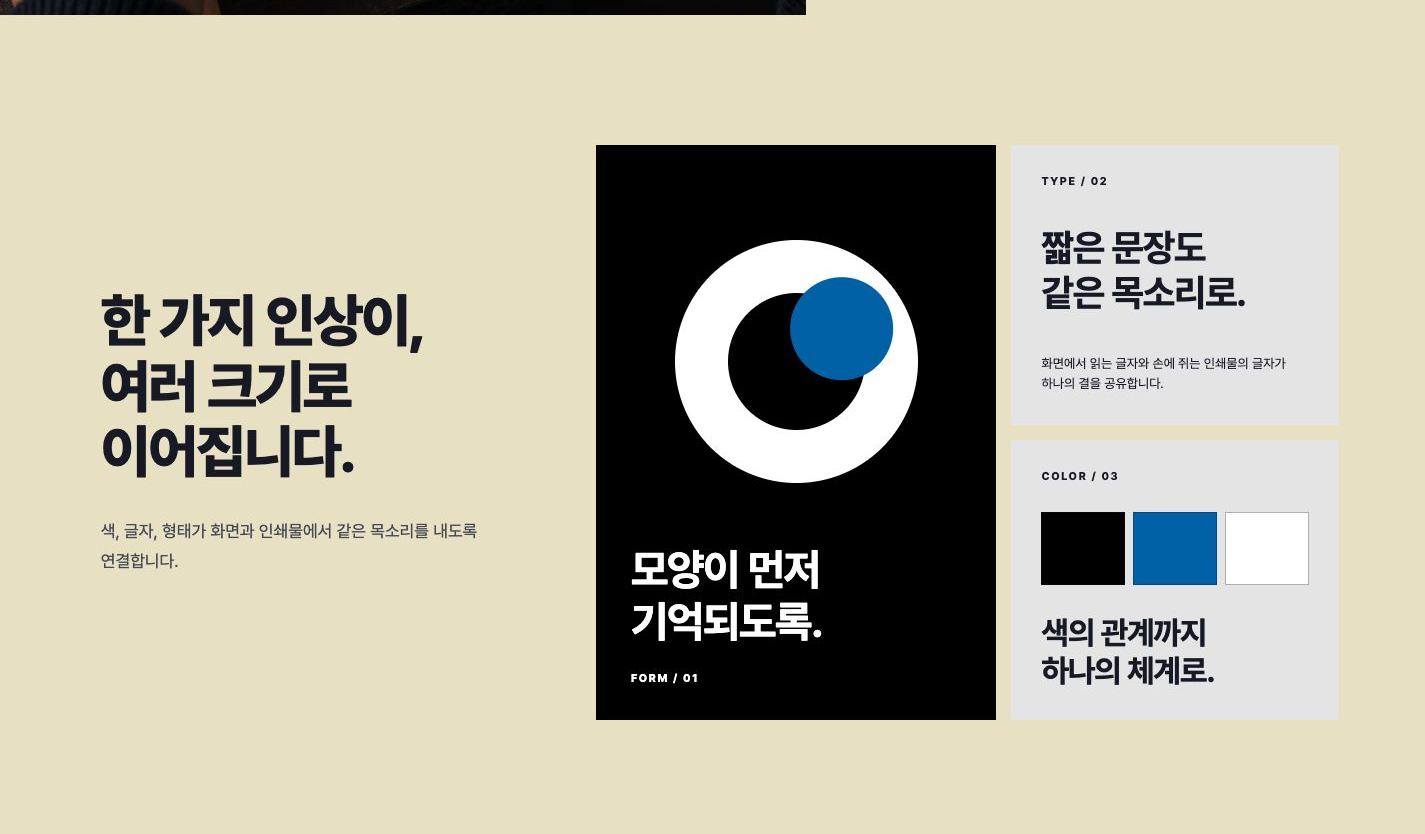 한 가지 인상이,
여러 크기로
이어집니다.
색, 글자, 형태가 화면과 인쇄물에서 같은 목소리를 내도록
연결합니다.
모양이 먼저
기억되도록.
FORM / 01
TYPE / 02
짧은 문장도
같은 목소리로.
화면에서 읽는 글자와 손에 쥐는 인쇄물의 글자가
하나의 결을 공유합니다.
COLOR / 03
색의 관계까지
하나의 체계로.